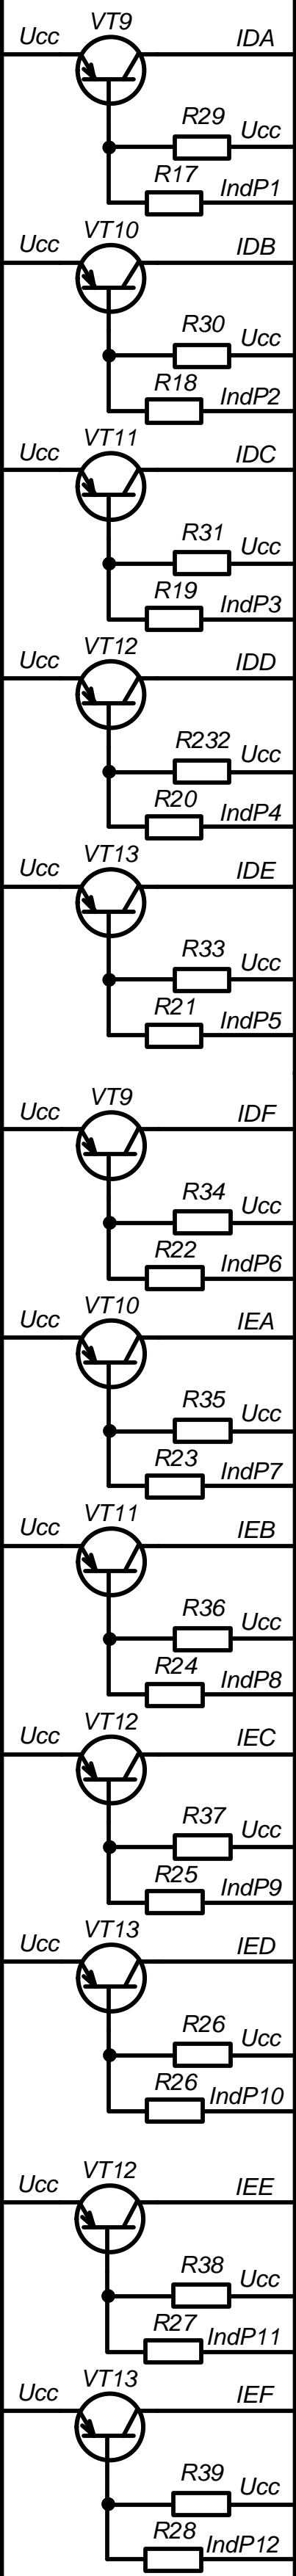 VT9
Ucc IDA
R29 Ucc
R17 IndP1
VT10
Ucc IDB
R30 Ucc
R18 IndP2
VT11
Ucc IDC
R31 Ucc
R19 IndP3
VT12
Ucc IDD
R232 Ucc
R20 IndP4
VT13
Ucc IDE
R33 Ucc
R21 IndP5
VT9
Ucc IDF
R34 Ucc
R22 IndP6
VT10
Ucc IEA
R35 Ucc
R23 IndP7
VT11
Ucc IEB
R36 Ucc
R24 IndP8
VT12
Ucc IEC
R37 Ucc
R25 IndP9
VT13
Ucc IED
R26 Ucc
R26 IndP10
VT12
Ucc IEE
R38 Ucc
R27 IndP11
VT13
Ucc IEF
R39 Ucc
R28 IndP12